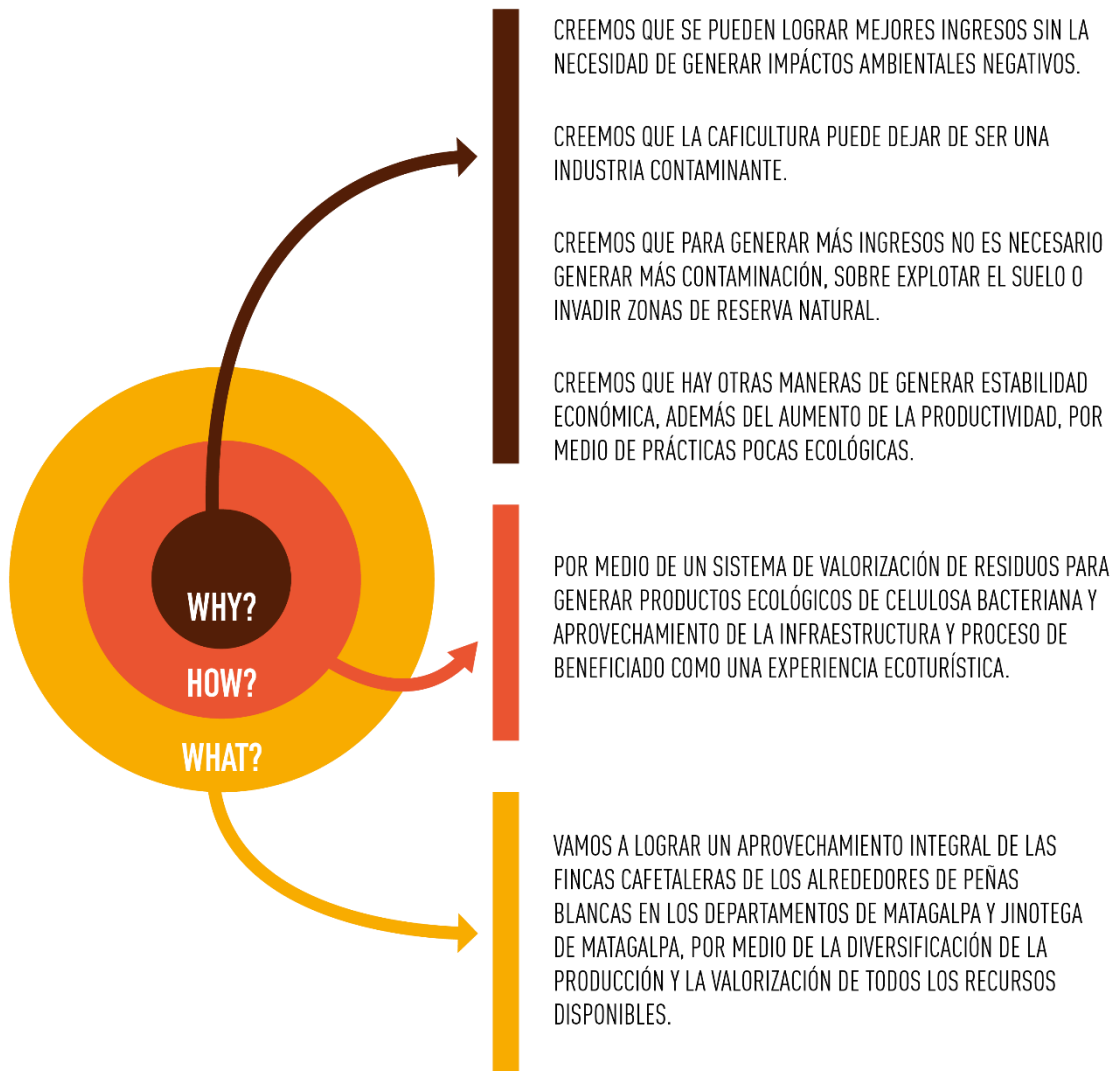 CREEMOS QUE SE PUEDEN LOGRAR MEJORES INGRESOS SIN LA
NECESIDAD DE GENERAR IMPÁCTOS AMBIENTALES NEGATIVOS.
CREEMOS QUE LA CAFICULTURA PUEDE DEJAR DE SER UNA
INDUSTRIA CONTAMINANTE.
CREEMOS QUE PARA GENERAR MÁS INGRESOS NO ES NECESARIO
GENERAR MÁS CONTAMINACIÓN, SOBRE EXPLOTAR EL SUELO O
INVADIR ZONAS DE RESERVA NATURAL.
CREEMOS QUE HAY OTRAS MANERAS DE GENERAR ESTABILIDAD
ECONÓMICA, ADEMÁS DEL AUMENTO DE LA PRODUCTIVIDAD, POR
MEDIO DE PRÁCTICAS POCAS ECOLÓGICAS.
WHY?
HOW?
WHAT?
POR MEDIO DE UN SISTEMA DE VALORIZACIÓN DE RESIDUOS PARA
GENERAR PRODUCTOS ECOLÓGICOS DE CELULOSA BACTERIANA Y
APROVECHAMIENTO DE LA INFRAESTRUCTURA Y PROCESO DE
BENEFICIADO COMO UNA EXPERIENCIA ECOTURÍSTICA.
VAMOS A LOGRAR UN APROVECHAMIENTO INTEGRAL DE LAS
FINCAS CAFETALERAS DE LOS ALREDEDORES DE PEÑAS
BLANCAS EN LOS DEPARTAMENTOS DE MATAGALPA Y JINOTEGA
DE MATAGALPA, POR MEDIO DE LA DIVERSIFICACIÓN DE LA
PRODUCCIÓN Y LA VALORIZACIÓN DE TODOS LOS RECURSOS
DISPONIBLES.